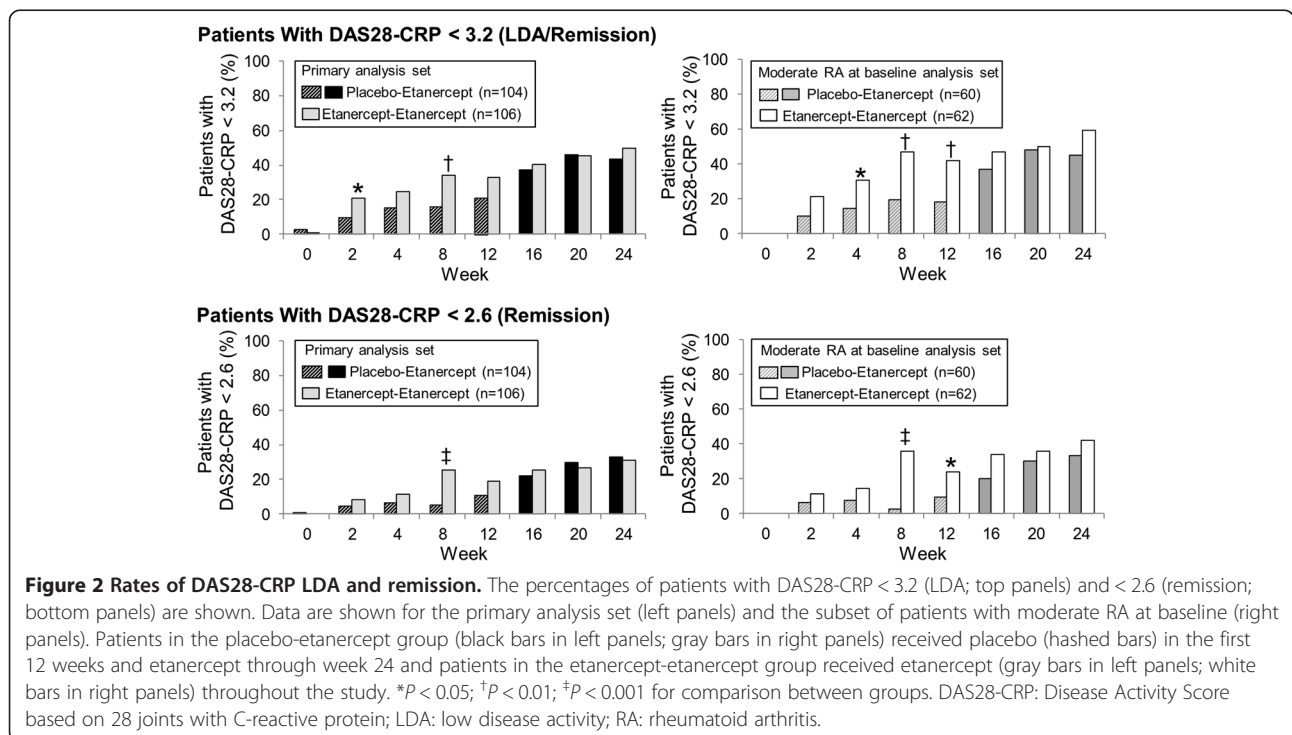 Patients With DAS28-CRP < 3.2 (LDA/Remission)
Patients with
DAS28-CRP < 3.2 (%)
100
80
60
40
20
0
Primary analysis set
Placebo-Etanercept (n=104)
Etanercept-Etanercept (n=106)
*
†
0 2 4 8 12 16 20 24
Week
Patients with
DAS28-CRP < 3.2 (%)
100
80
60
40
20
0
Moderate RA at baseline analysis set
Placebo-Etanercept (n=60)
Etanercept-Etanercept (n=62)
*
†
†
0 2 4 8 12 16 20 24
Week
Patients With DAS28-CRP < 2.6 (Remission)
Patients with
DAS28-CRP < 2.6 (%)
100
80
60
40
20
0
Primary analysis set
Placebo-Etanercept (n=104)
Etanercept-Etanercept (n=106)
‡
0 2 4 8 12 16 20 24
Week
Patients with
DAS28-CRP < 2.6 (%)
100
80
60
40
20
0
Moderate RA at baseline analysis set
Placebo-Etanercept (n=60)
Etanercept-Etanercept (n=62)
‡
*
0 2 4 8 12 16 20 24
Week
Figure 2 Rates of DAS28-CRP LDA and remission. The percentages of patients with DAS28-CRP < 3.2 (LDA; top panels) and < 2.6 (remission;
bottom panels) are shown. Data are shown for the primary analysis set (left panels) and the subset of patients with moderate RA at baseline (right
panels). Patients in the placebo-etanercept group (black bars in left panels; gray bars in right panels) received placebo (hashed bars) in the first
12 weeks and etanercept through week 24 and patients in the etanercept-etanercept group received etanercept (gray bars in left panels; white
bars in right panels) throughout the study. *P < 0.05; †P < 0.01; ‡P < 0.001 for comparison between groups. DAS28-CRP: Disease Activity Score
based on 28 joints with C-reactive protein; LDA: low disease activity; RA: rheumatoid arthritis.